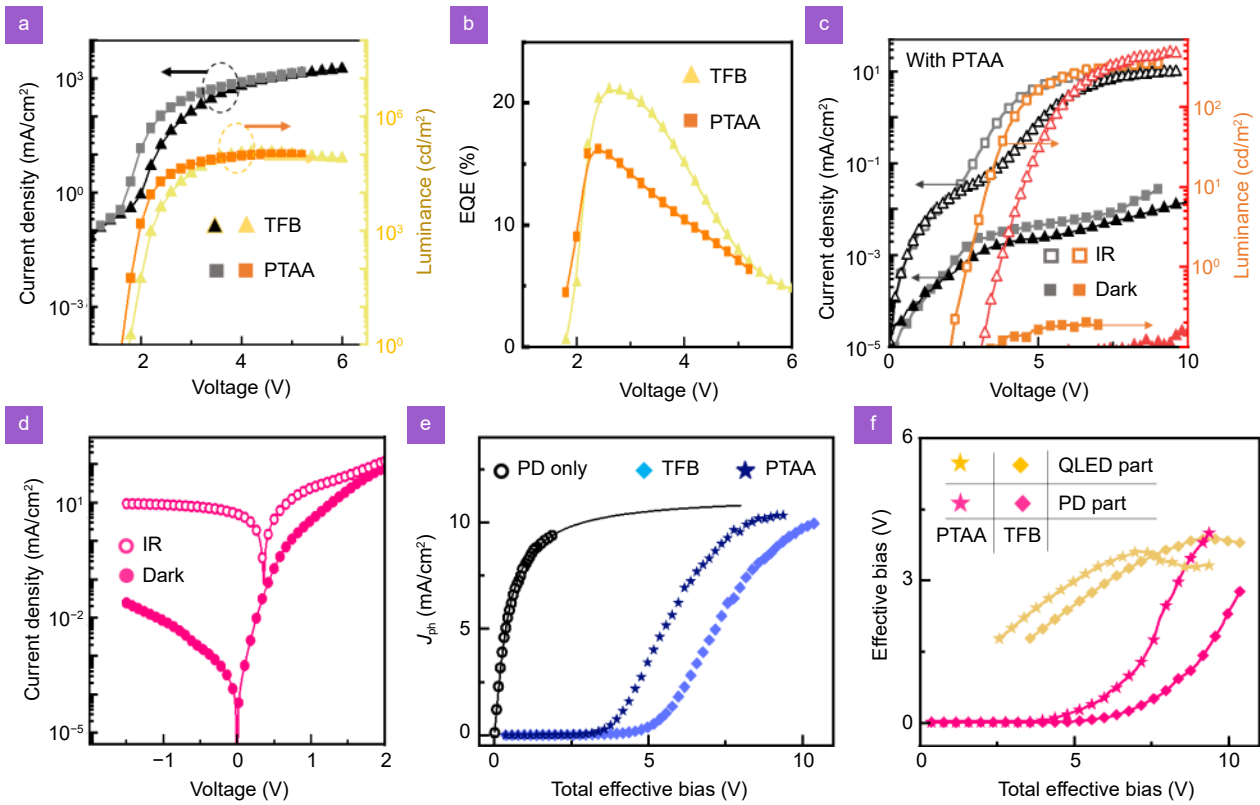 a
10³
10⁰
10⁻³
Current density (mA/cm²)
10⁶
10³
10⁰
Luminance (cd/m²)
TFB
PTAA
2
4
6
Voltage (V)
b
20
10
0
EQE (%)
TFB
PTAA
2
4
6
Voltage (V)
c
With PTAA
10¹
10⁻¹
10⁻³
10⁻⁵
Current density (mA/cm²)
10²
10¹
10⁰
Luminance (cd/m²)
IR
Dark
0
5
10
Voltage (V)
d
10¹
10⁻²
10⁻⁵
Current density (mA/cm²)
IR
Dark
−1
0
1
2
Voltage (V)
e
PD only
TFB
PTAA
10
5
0
Jph (mA/cm²)
0
5
10
Total effective bias (V)
f
6
3
0
Effective bias (V)
QLED part
PD part
PTAA
TFB
0
5
10
Total effective bias (V)